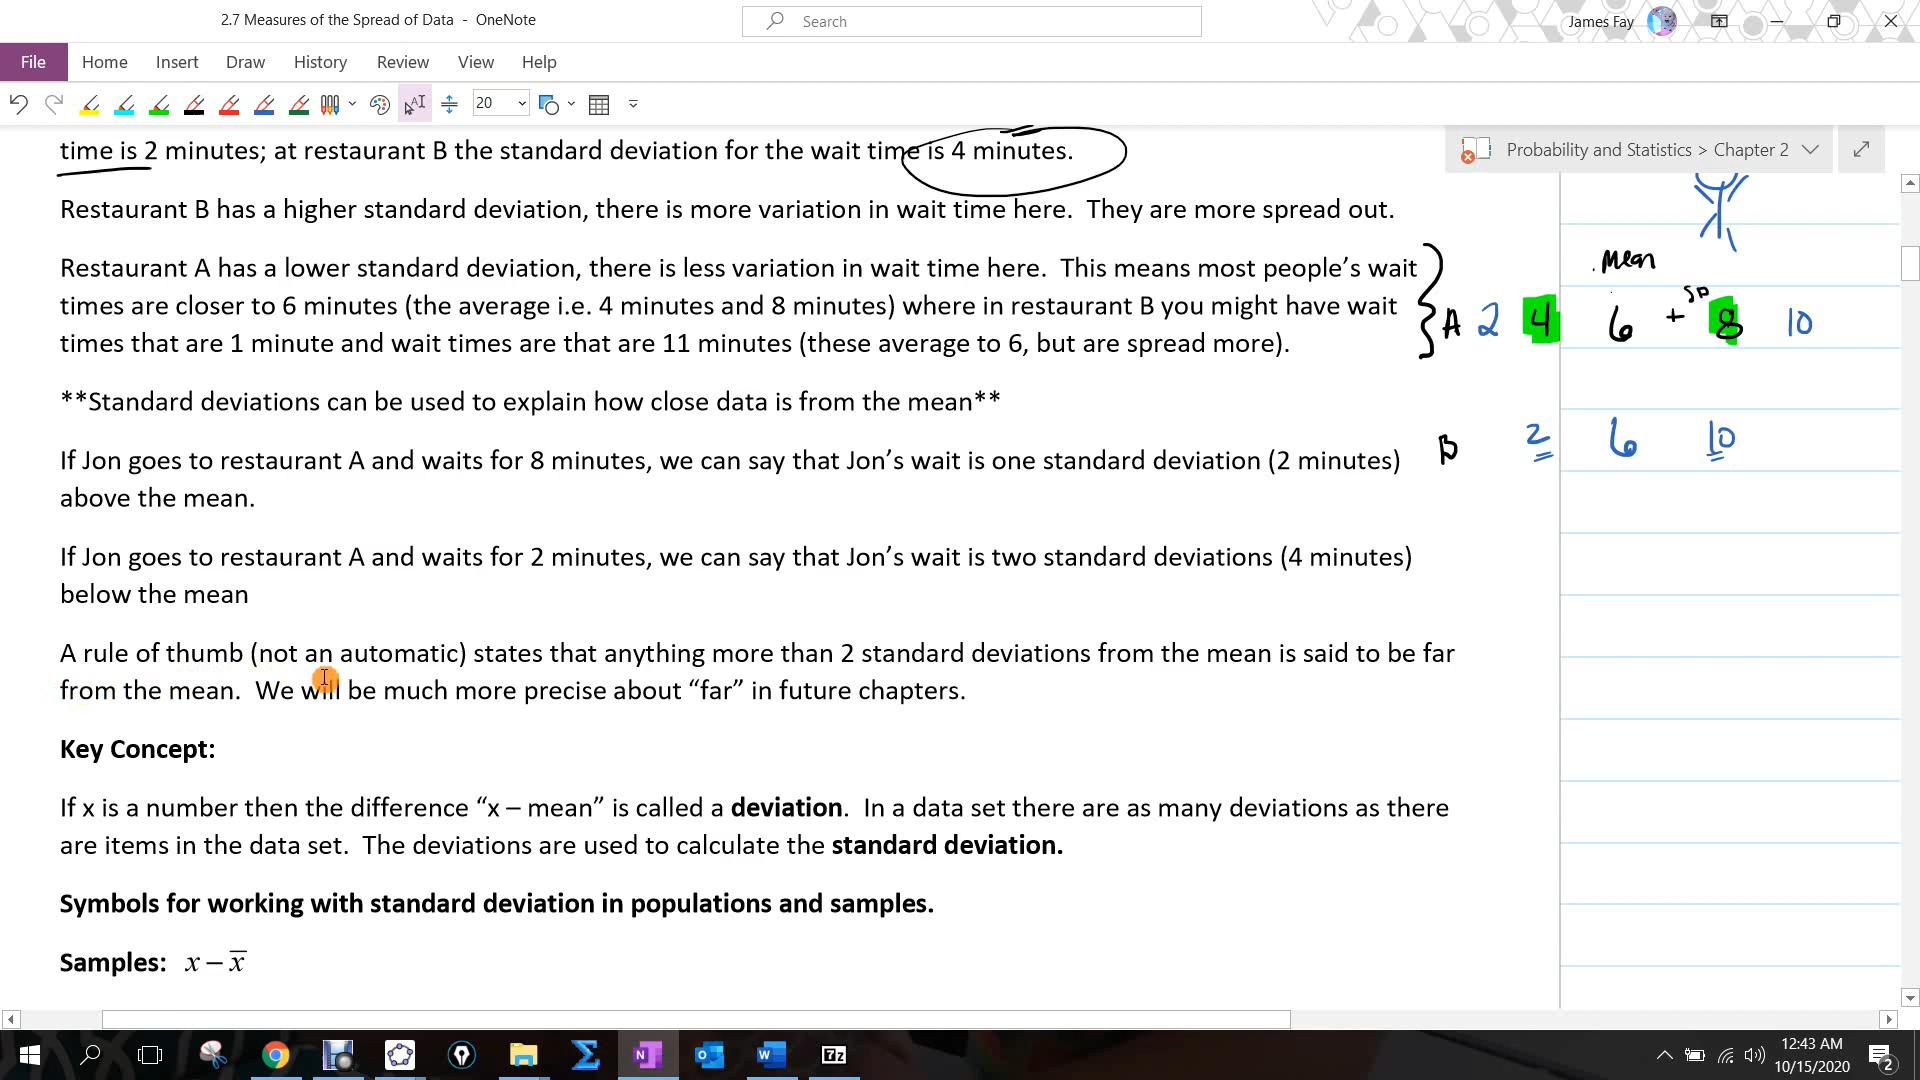 2.7 Measures of the Spread of Data - OneNote
Search
James Fay
File Home Insert Draw History Review View Help
20
Probability and Statistics > Chapter 2
time is 2 minutes; at restaurant B the standard deviation for the wait time is 4 minutes.
Restaurant B has a higher standard deviation, there is more variation in wait time here. They are more spread out.
Restaurant A has a lower standard deviation, there is less variation in wait time here. This means most people’s wait
times are closer to 6 minutes (the average i.e. 4 minutes and 8 minutes) where in restaurant B you might have wait
times that are 1 minute and wait times are that are 11 minutes (these average to 6, but are spread more).
mean
SD
A 2 4 6 + 8 10
**Standard deviations can be used to explain how close data is from the mean**
B 2 6 10
If Jon goes to restaurant A and waits for 8 minutes, we can say that Jon’s wait is one standard deviation (2 minutes)
above the mean.
If Jon goes to restaurant A and waits for 2 minutes, we can say that Jon’s wait is two standard deviations (4 minutes)
below the mean
A rule of thumb (not an automatic) states that anything more than 2 standard deviations from the mean is said to be far
from the mean. We will be much more precise about “far” in future chapters.
Key Concept:
If x is a number then the difference “x – mean” is called a deviation. In a data set there are as many deviations as there
are items in the data set. The deviations are used to calculate the standard deviation.
Symbols for working with standard deviation in populations and samples.
Samples: x – x̅
12:43 AM
10/15/2020
2